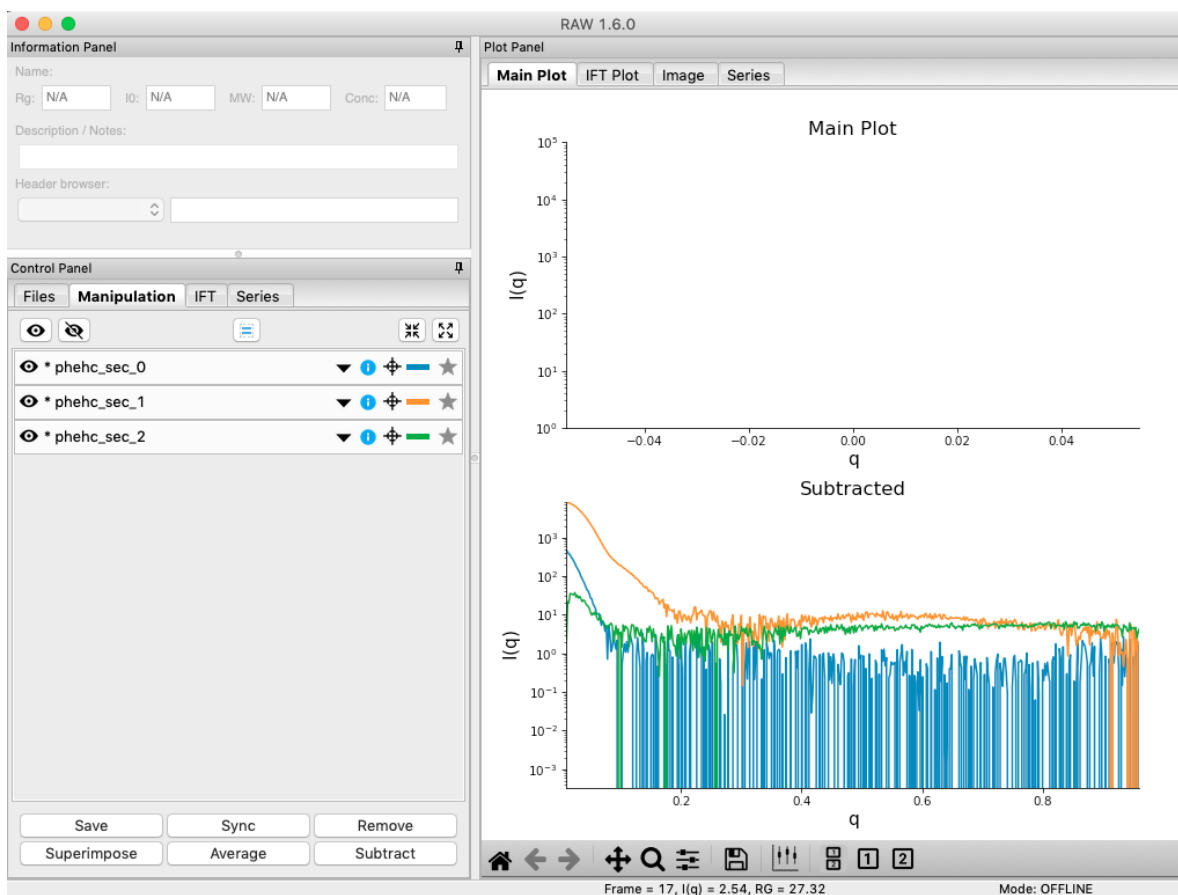 RAW 1.6.0
Information Panel
Name:
Rg: N/A I0: N/A MW: N/A Conc: N/A
Description / Notes:
Header browser:
Control Panel
Files Manipulation IFT Series
* phehc_sec_0
* phehc_sec_1
* phehc_sec_2
Save Sync Remove
Superimpose Average Subtract
Plot Panel
Main Plot IFT Plot Image Series
Main Plot
10^5
10^4
10^3
10^2
10^1
10^0
I(q)
−0.04 −0.02 0.00 0.02 0.04
q
Subtracted
10^3
10^2
10^1
10^0
10^−1
10^−2
10^−3
I(q)
0.2 0.4 0.6 0.8
q
1 2
Frame = 17, I(q) = 2.54, RG = 27.32 Mode: OFFLINE